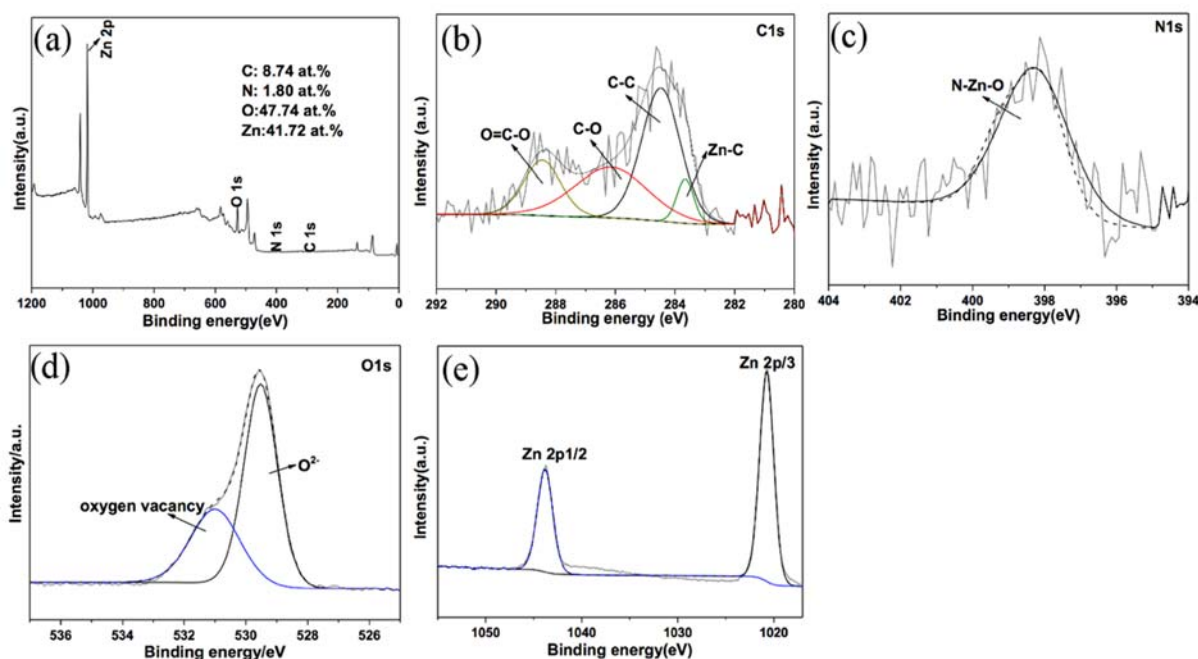 (a)
Zn 2p
C: 8.74 at.%
N: 1.80 at.%
O:47.74 at.%
Zn:41.72 at.%
O 1s
N 1s
C 1s
Intensity(a.u.)
1200 1000 800 600 400 200 0
Binding energy(eV)
(b)
C1s
C-C
O=C-O
C-O
Zn-C
Intensity(a.u.)
292 290 288 286 284 282 280
Binding energy (eV)
(c)
N1s
N-Zn-O
Intensity(a.u.)
404 402 400 398 396 394
Binding energy(eV)
(d)
O1s
O2-
oxygen vacancy
Intensity/a.u.
536 534 532 530 528 526
Binding energy/eV
(e)
Zn 2p/3
Zn 2p1/2
Intensity(a.u.)
1050 1040 1030 1020
Binding energy(eV)